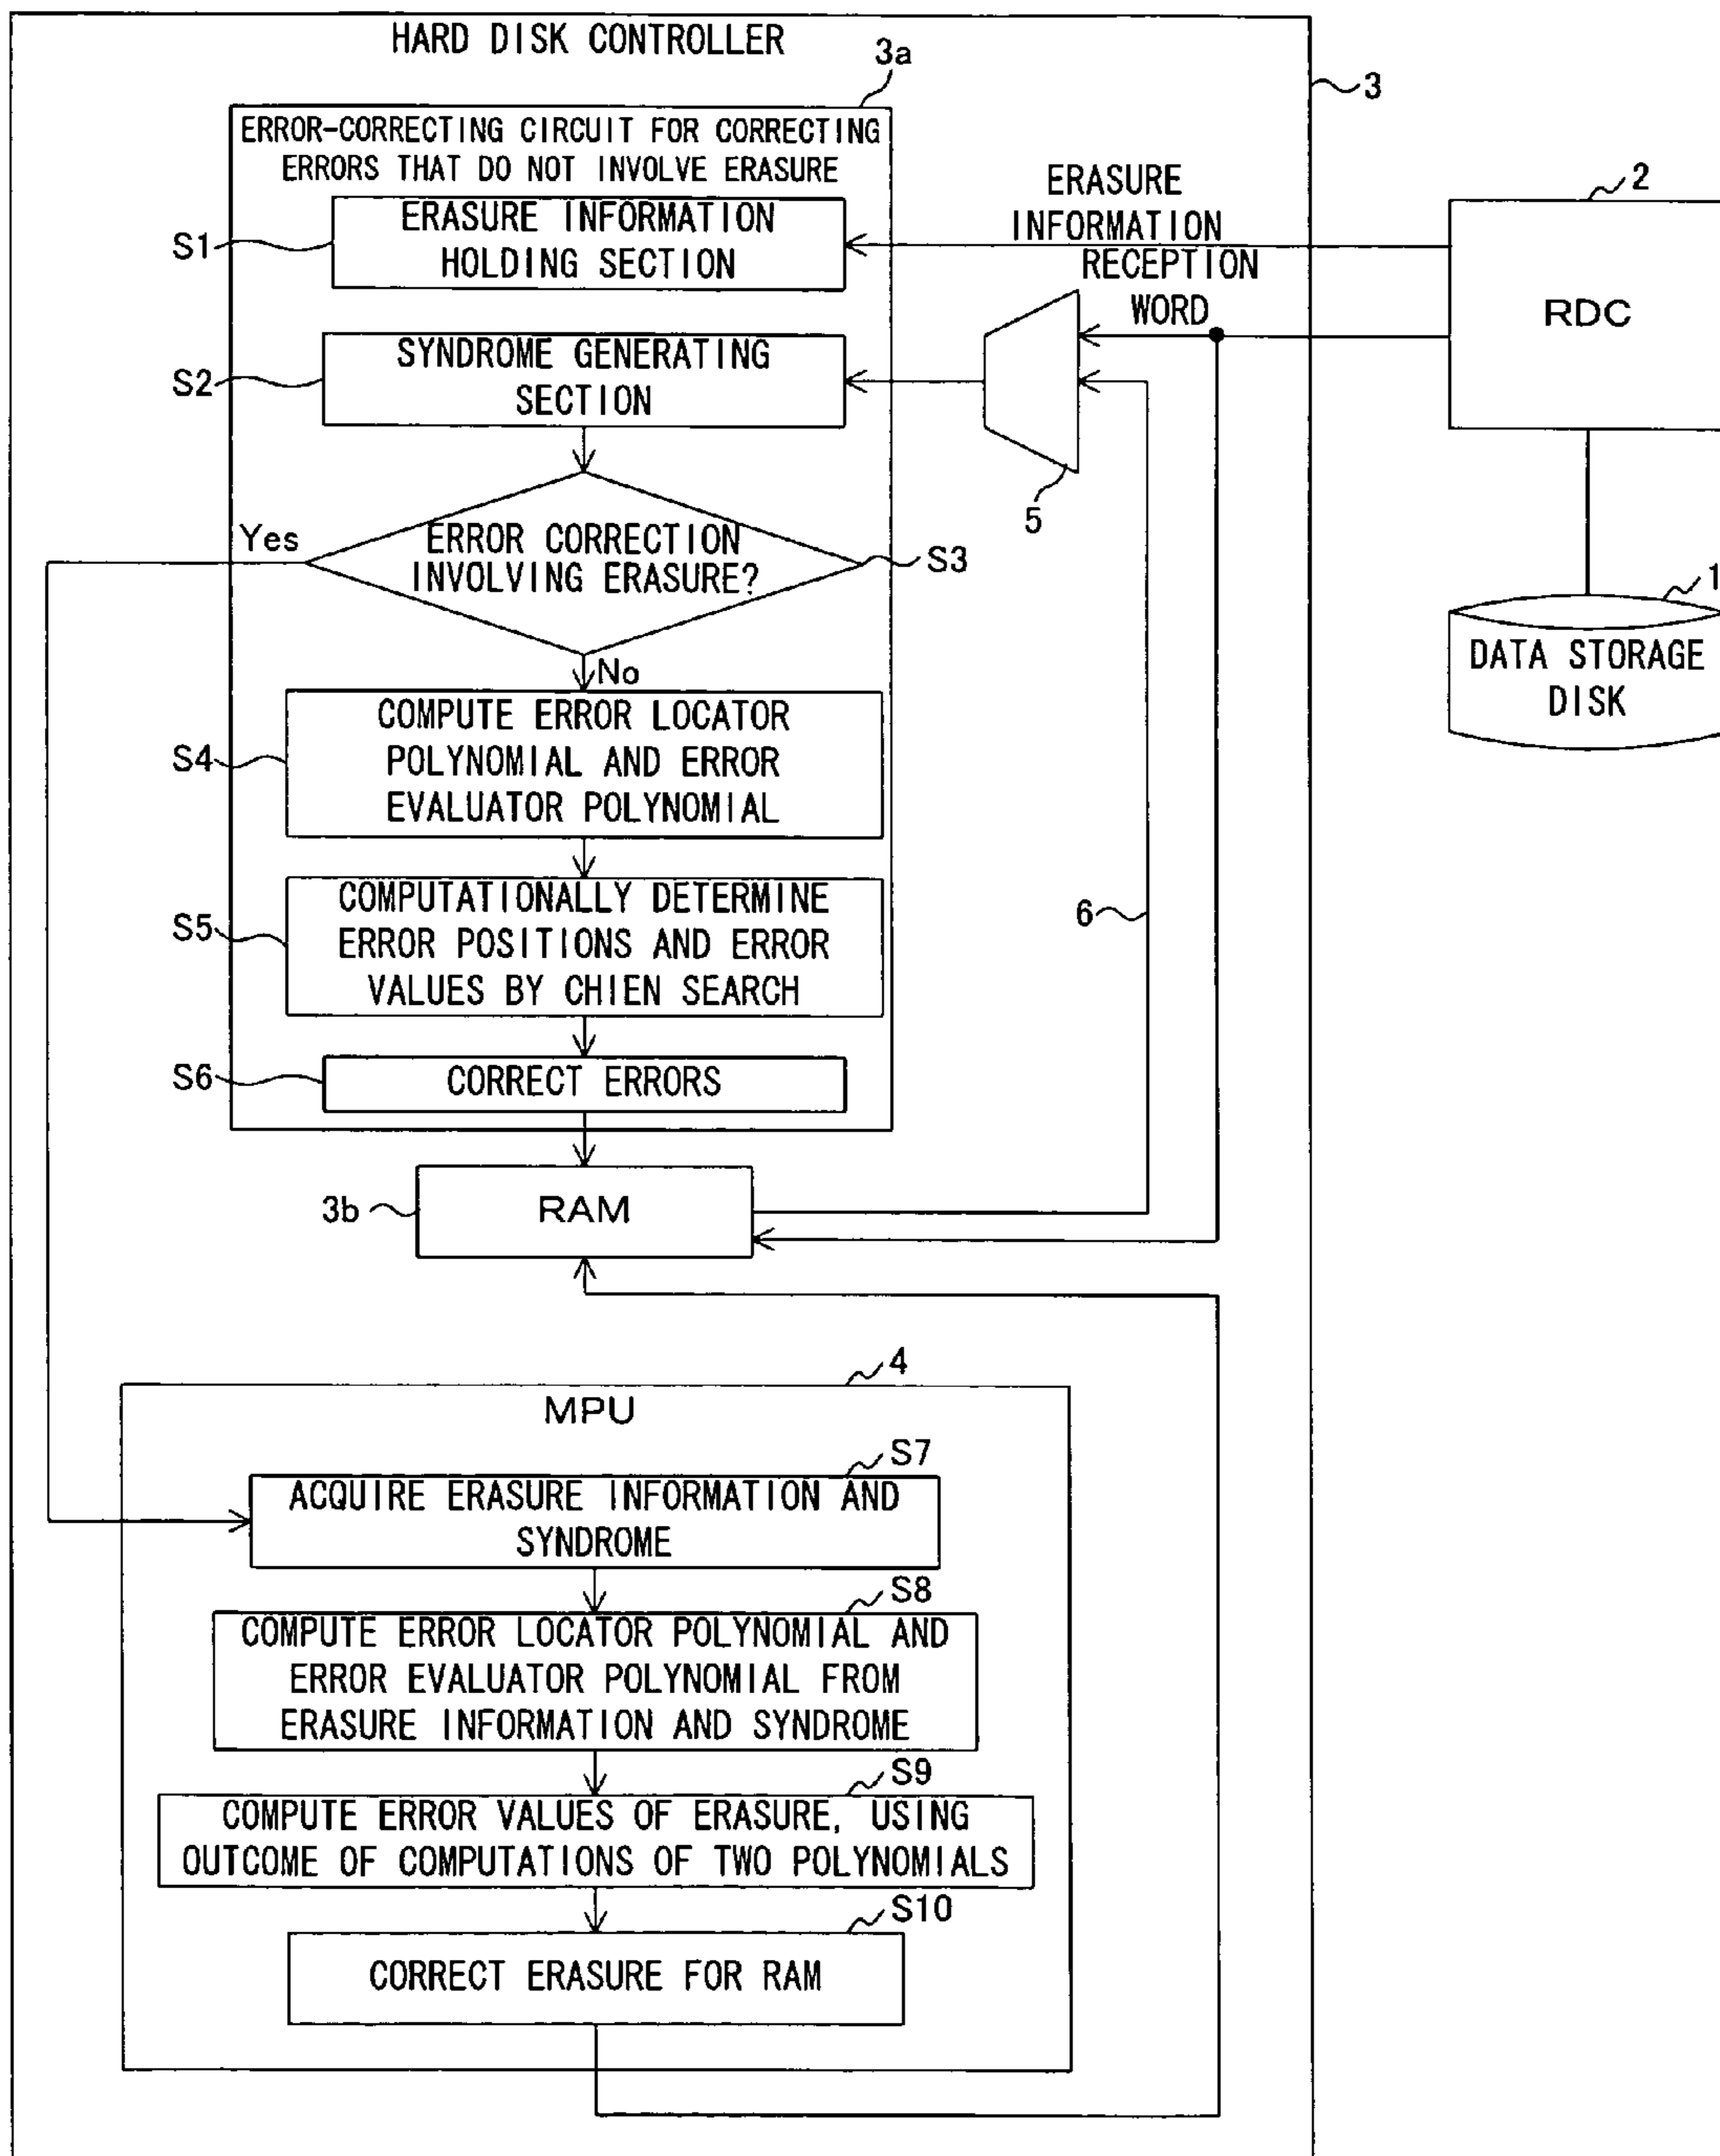 HARD DISK CONTROLLER
3a
3
ERROR-CORRECTING CIRCUIT FOR CORRECTING
ERRORS THAT DO NOT INVOLVE ERASURE
S1
ERASURE INFORMATION
HOLDING SECTION
ERASURE
INFORMATION
RECEPTION
WORD
2
RDC
S2
SYNDROME GENERATING
SECTION
5
Yes
ERROR CORRECTION
INVOLVING ERASURE?
S3
1
DATA STORAGE
DISK
No
S4
COMPUTE ERROR LOCATOR
POLYNOMIAL AND ERROR
EVALUATOR POLYNOMIAL
S5
COMPUTATIONALLY DETERMINE
ERROR POSITIONS AND ERROR
VALUES BY CHIEN SEARCH
6
S6
CORRECT ERRORS
3b
RAM
4
MPU
S7
ACQUIRE ERASURE INFORMATION AND
SYNDROME
S8
COMPUTE ERROR LOCATOR POLYNOMIAL AND
ERROR EVALUATOR POLYNOMIAL FROM
ERASURE INFORMATION AND SYNDROME
S9
COMPUTE ERROR VALUES OF ERASURE, USING
OUTCOME OF COMPUTATIONS OF TWO POLYNOMIALS
S10
CORRECT ERASURE FOR RAM